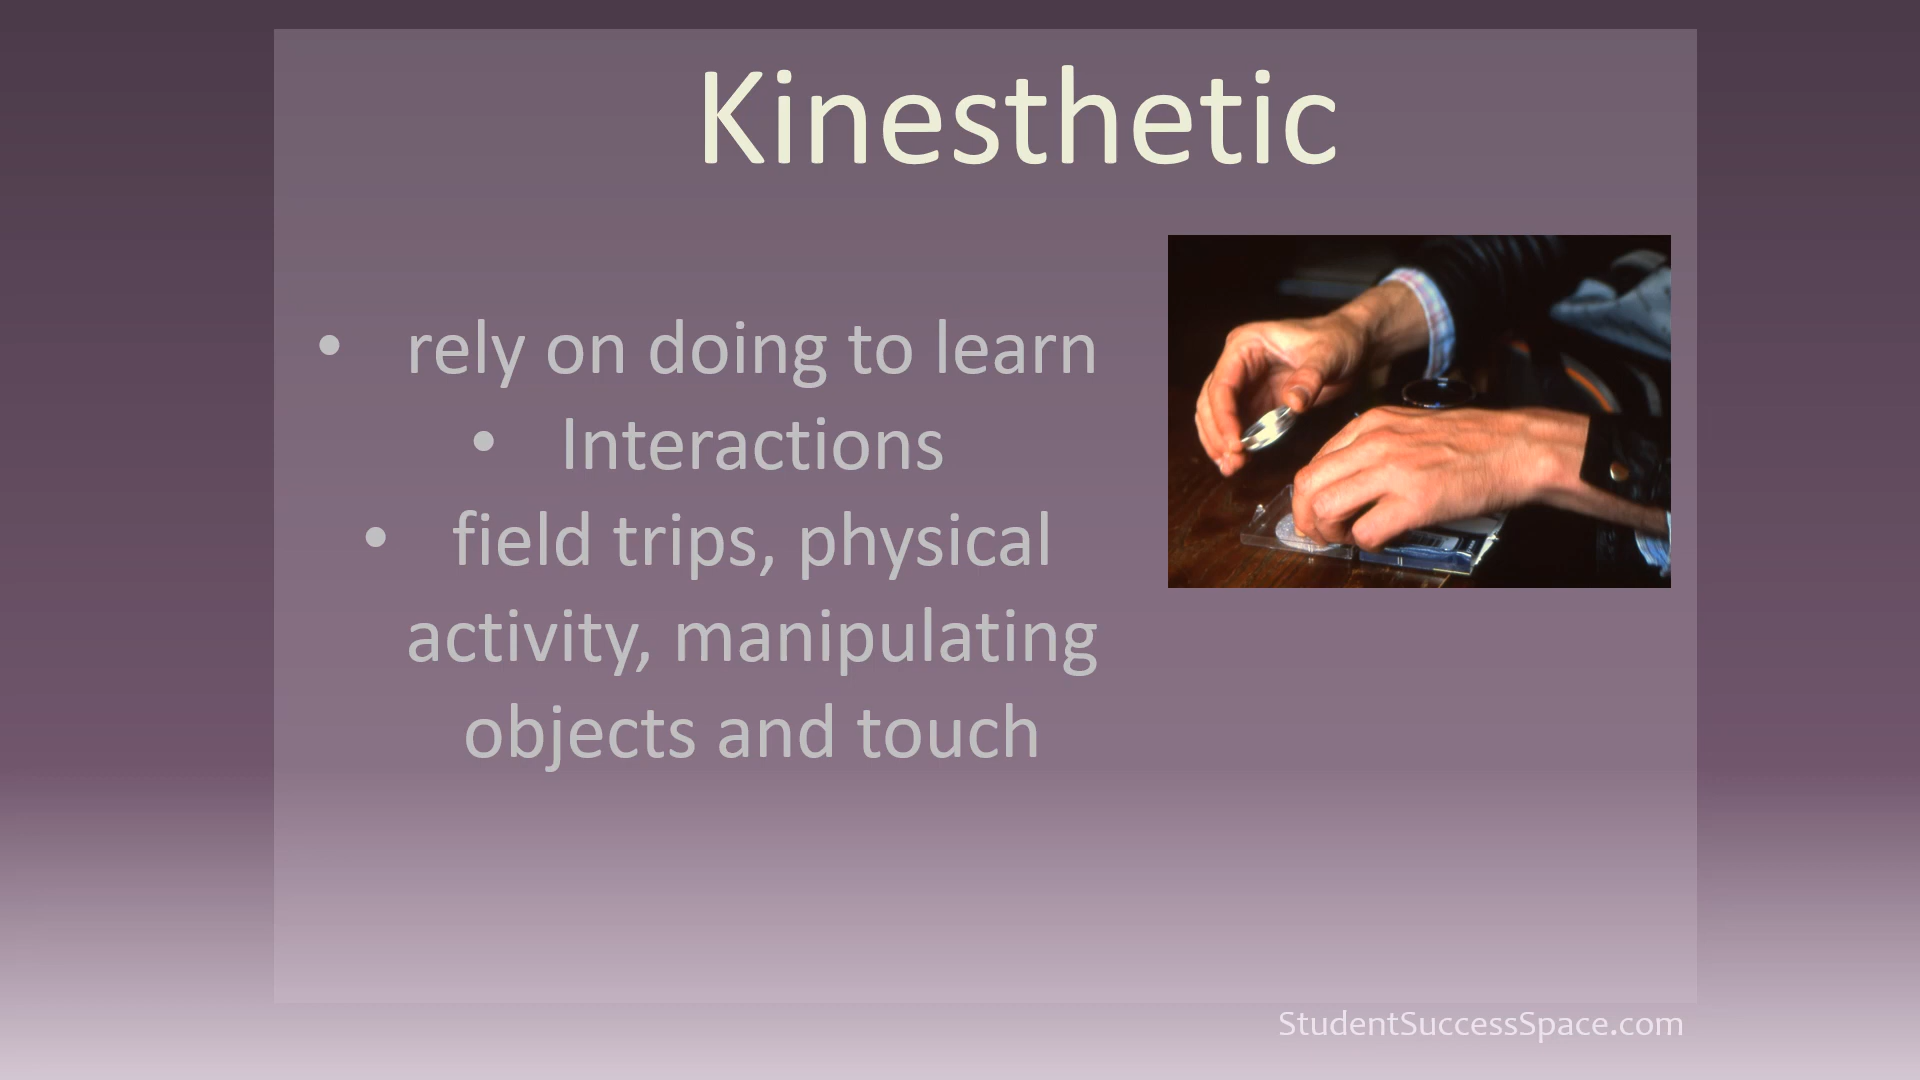 Kinesthetic
• rely on doing to learn
• Interactions
• field trips, physical
activity, manipulating
objects and touch
StudentSuccessSpace.com